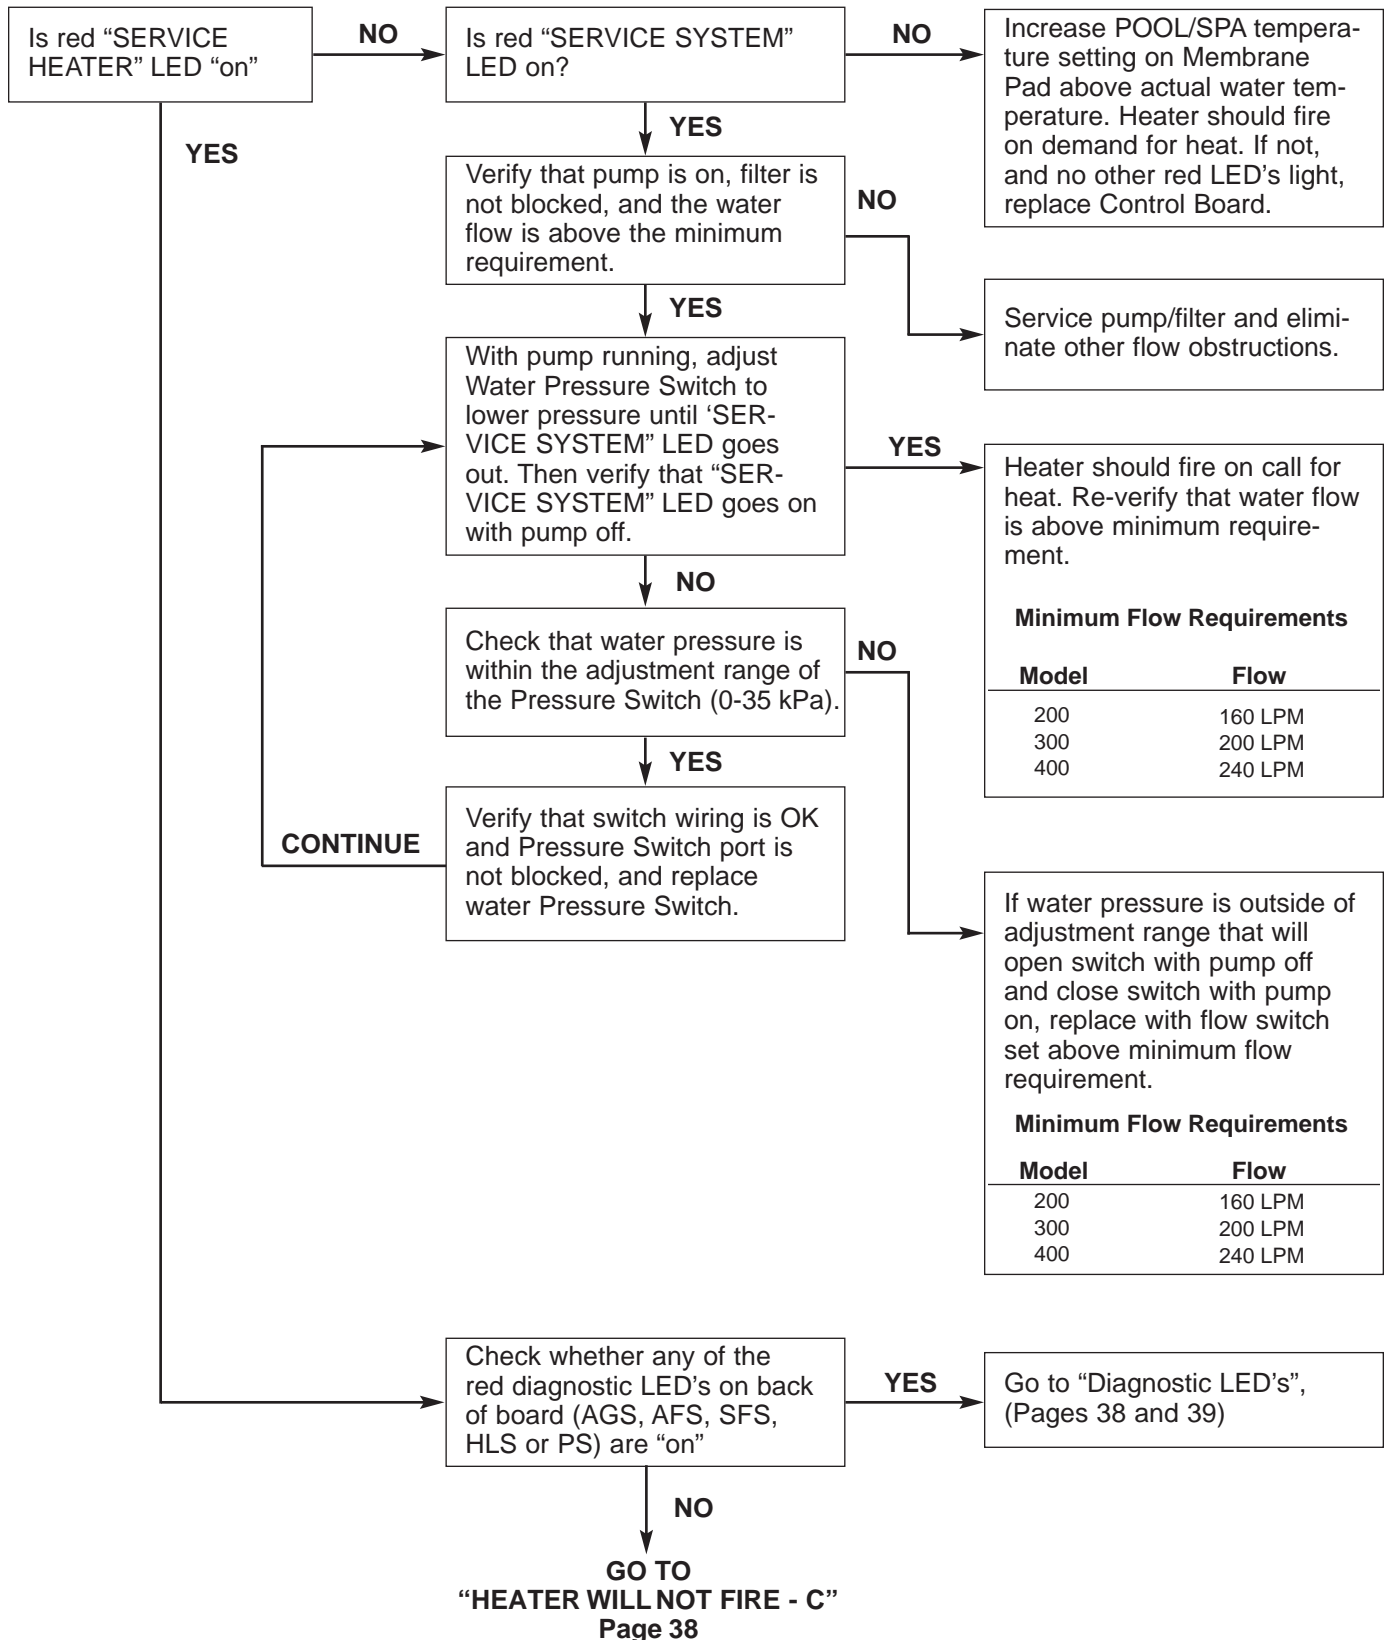 Is red “SERVICE
HEATER” LED “on”
NO
Is red “SERVICE SYSTEM”
LED on?
NO
Increase POOL/SPA tempera-
ture setting on Membrane
Pad above actual water tem-
perature. Heater should fire
on demand for heat. If not,
and no other red LED's light,
replace Control Board.
YES
YES
Verify that pump is on, filter is
not blocked, and the water
flow is above the minimum
requirement.
NO
Service pump/filter and elimi-
nate other flow obstructions.
YES
With pump running, adjust
Water Pressure Switch to
lower pressure until ‘SER-
VICE SYSTEM” LED goes
out. Then verify that “SER-
VICE SYSTEM” LED goes on
with pump off.
YES
Heater should fire on call for
heat. Re-verify that water flow
is above minimum require-
ment.
Minimum Flow Requirements
Model Flow
200 160 LPM
300 200 LPM
400 240 LPM
NO
Check that water pressure is
within the adjustment range of
the Pressure Switch (0-35 kPa).
NO
YES
Verify that switch wiring is OK
and Pressure Switch port is
not blocked, and replace
water Pressure Switch.
CONTINUE
If water pressure is outside of
adjustment range that will
open switch with pump off
and close switch with pump
on, replace with flow switch
set above minimum flow
requirement.
Minimum Flow Requirements
Model Flow
200 160 LPM
300 200 LPM
400 240 LPM
Check whether any of the
red diagnostic LED's on back
of board (AGS, AFS, SFS,
HLS or PS) are “on”
YES
Go to “Diagnostic LED's”,
(Pages 38 and 39)
NO
GO TO
“HEATER WILL NOT FIRE - C”
Page 38